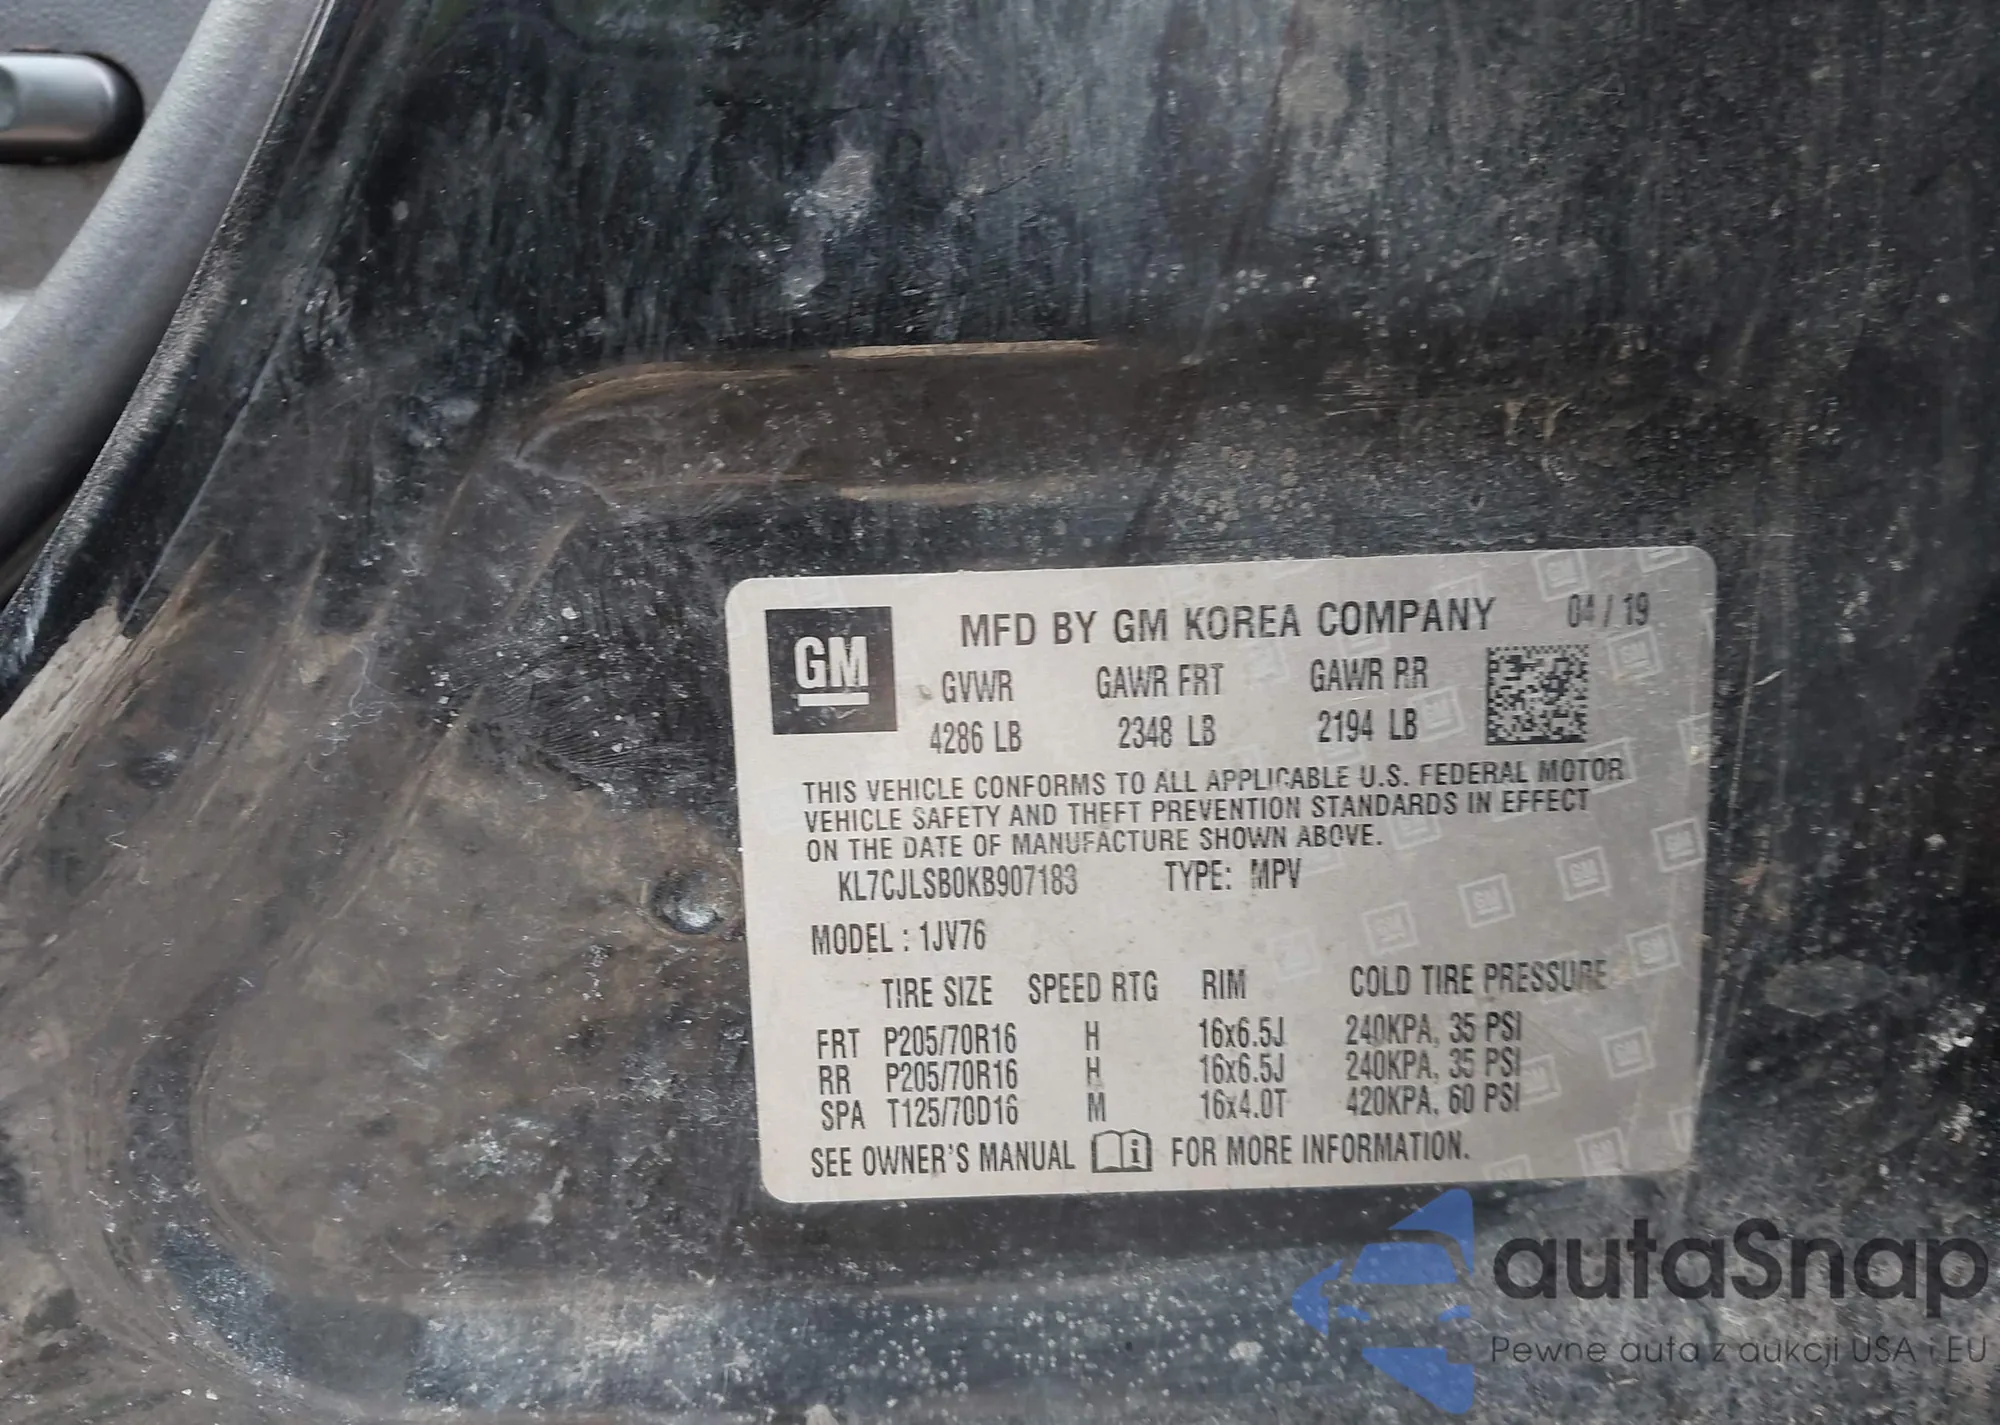 GM
MFD BY GM KOREA COMPANY 04/19
GVWR GAWR FRT GAWR RR
4286 LB 2348 LB 2194 LB
THIS VEHICLE CONFORMS TO ALL APPLICABLE U.S. FEDERAL MOTOR
VEHICLE SAFETY AND THEFT PREVENTION STANDARDS IN EFFECT
ON THE DATE OF MANUFACTURE SHOWN ABOVE.
KL7CJLSB0KB907183 TYPE: MPV
MODEL : 1JV76
TIRE SIZE SPEED RTG RIM COLD TIRE PRESSURE
FRT P205/70R16 H 16x6.5J 240KPA, 35 PSI
RR P205/70R16 H 16x6.5J 240KPA, 35 PSI
SPA T125/70D16 M 16x4.0T 420KPA, 60 PSI
SEE OWNER'S MANUAL FOR MORE INFORMATION.
autaSnap
Pewne auta z aukcji USA i EU